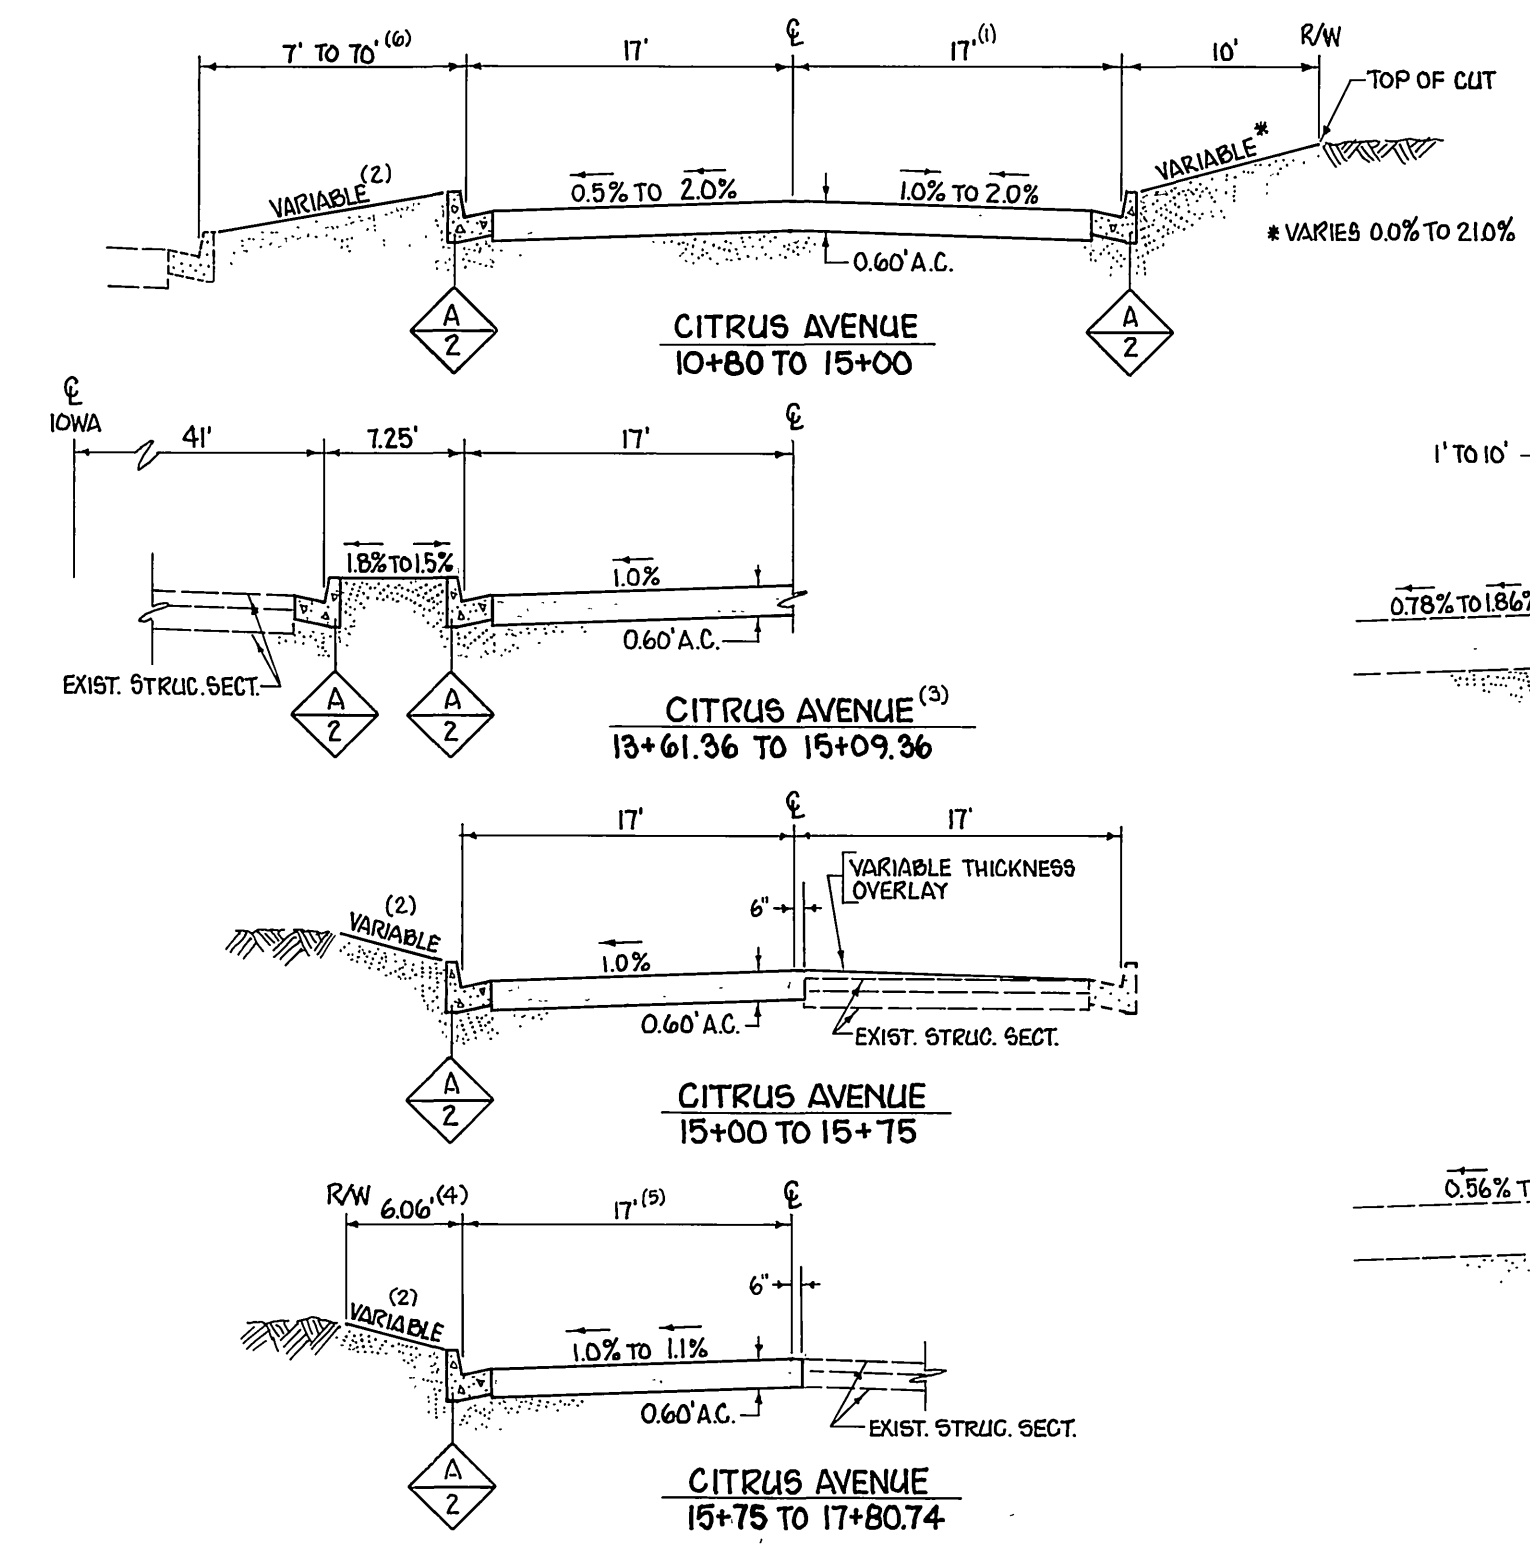 7' TO 70' (6) 17' ℄ 17' (1) 10' R/W
TOP OF CUT
VARIABLE (2) 0.5% TO 2.0% 1.0% TO 2.0% VARIABLE *
* VARIES 0.0% TO 21.0%
0.60' A.C.
A
2
A
2
CITRUS AVENUE
10+80 TO 15+00
℄
IOWA
41' 7.25' 17' ℄
1' TO 10'
1.8% TO 1.5% 1.0%
0.78% TO 1.86%
0.60' A.C.
EXIST. STRUC. SECT.
A
2
A
2
CITRUS AVENUE (3)
13+61.36 TO 15+09.36
17' ℄ 17'
VARIABLE THICKNESS
OVERLAY
6"
(2)
VARIABLE
1.0%
0.60' A.C.
EXIST. STRUC. SECT.
A
2
CITRUS AVENUE
15+00 TO 15+75
R/W 6.06' (4) 17' (5) ℄
0.56% T
6"
(2)
VARIABLE
1.0% TO 1.1%
0.60' A.C.
EXIST. STRUC. SECT.
A
2
CITRUS AVENUE
15+75 TO 17+80.74